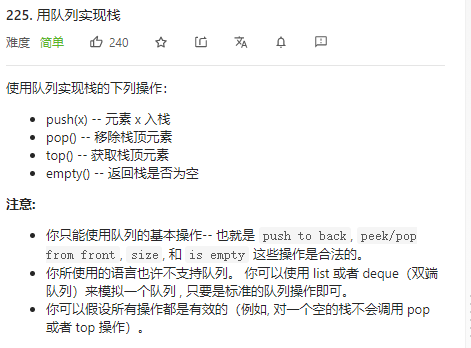 225. 用队列实现栈
难度 简单 240
使用队列实现栈的下列操作：
push(x) -- 元素 x 入栈
pop() -- 移除栈顶元素
top() -- 获取栈顶元素
empty() -- 返回栈是否为空
注意:
你只能使用队列的基本操作-- 也就是 push to back, peek/pop
from front, size, 和 is empty 这些操作是合法的。
你所使用的语言也许不支持队列。 你可以使用 list 或者 deque（双端
队列）来模拟一个队列 , 只要是标准的队列操作即可。
你可以假设所有操作都是有效的（例如, 对一个空的栈不会调用 pop
或者 top 操作）。